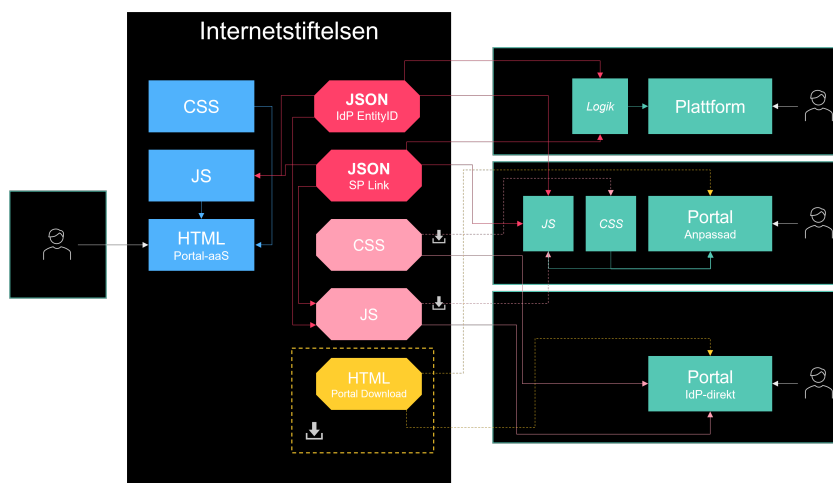 Internetstiftelsen
CSS
JS
HTML
Portal-aaS
JSON
IdP EntityID
JSON
SP Link
CSS
JS
HTML
Portal Download
Logik
Plattform
JS
CSS
Portal
Anpassad
Portal
IdP-direkt